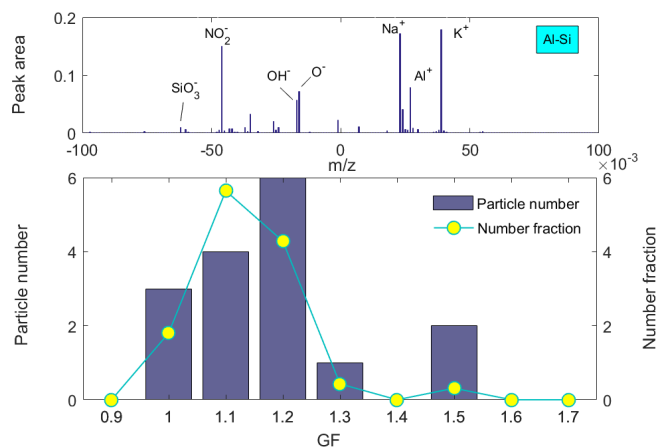 Peak area
0.2
0.1
0
NO₂⁻
SiO₃⁻
OH⁻
O⁻
Na⁺
Al⁺
K⁺
Al-Si
-100 -50 0 50 100
m/z
×10⁻³
Particle number
6
4
2
0
Particle number
Number fraction
6
4
2
0
Number fraction
0.9 1 1.1 1.2 1.3 1.4 1.5 1.6 1.7
GF